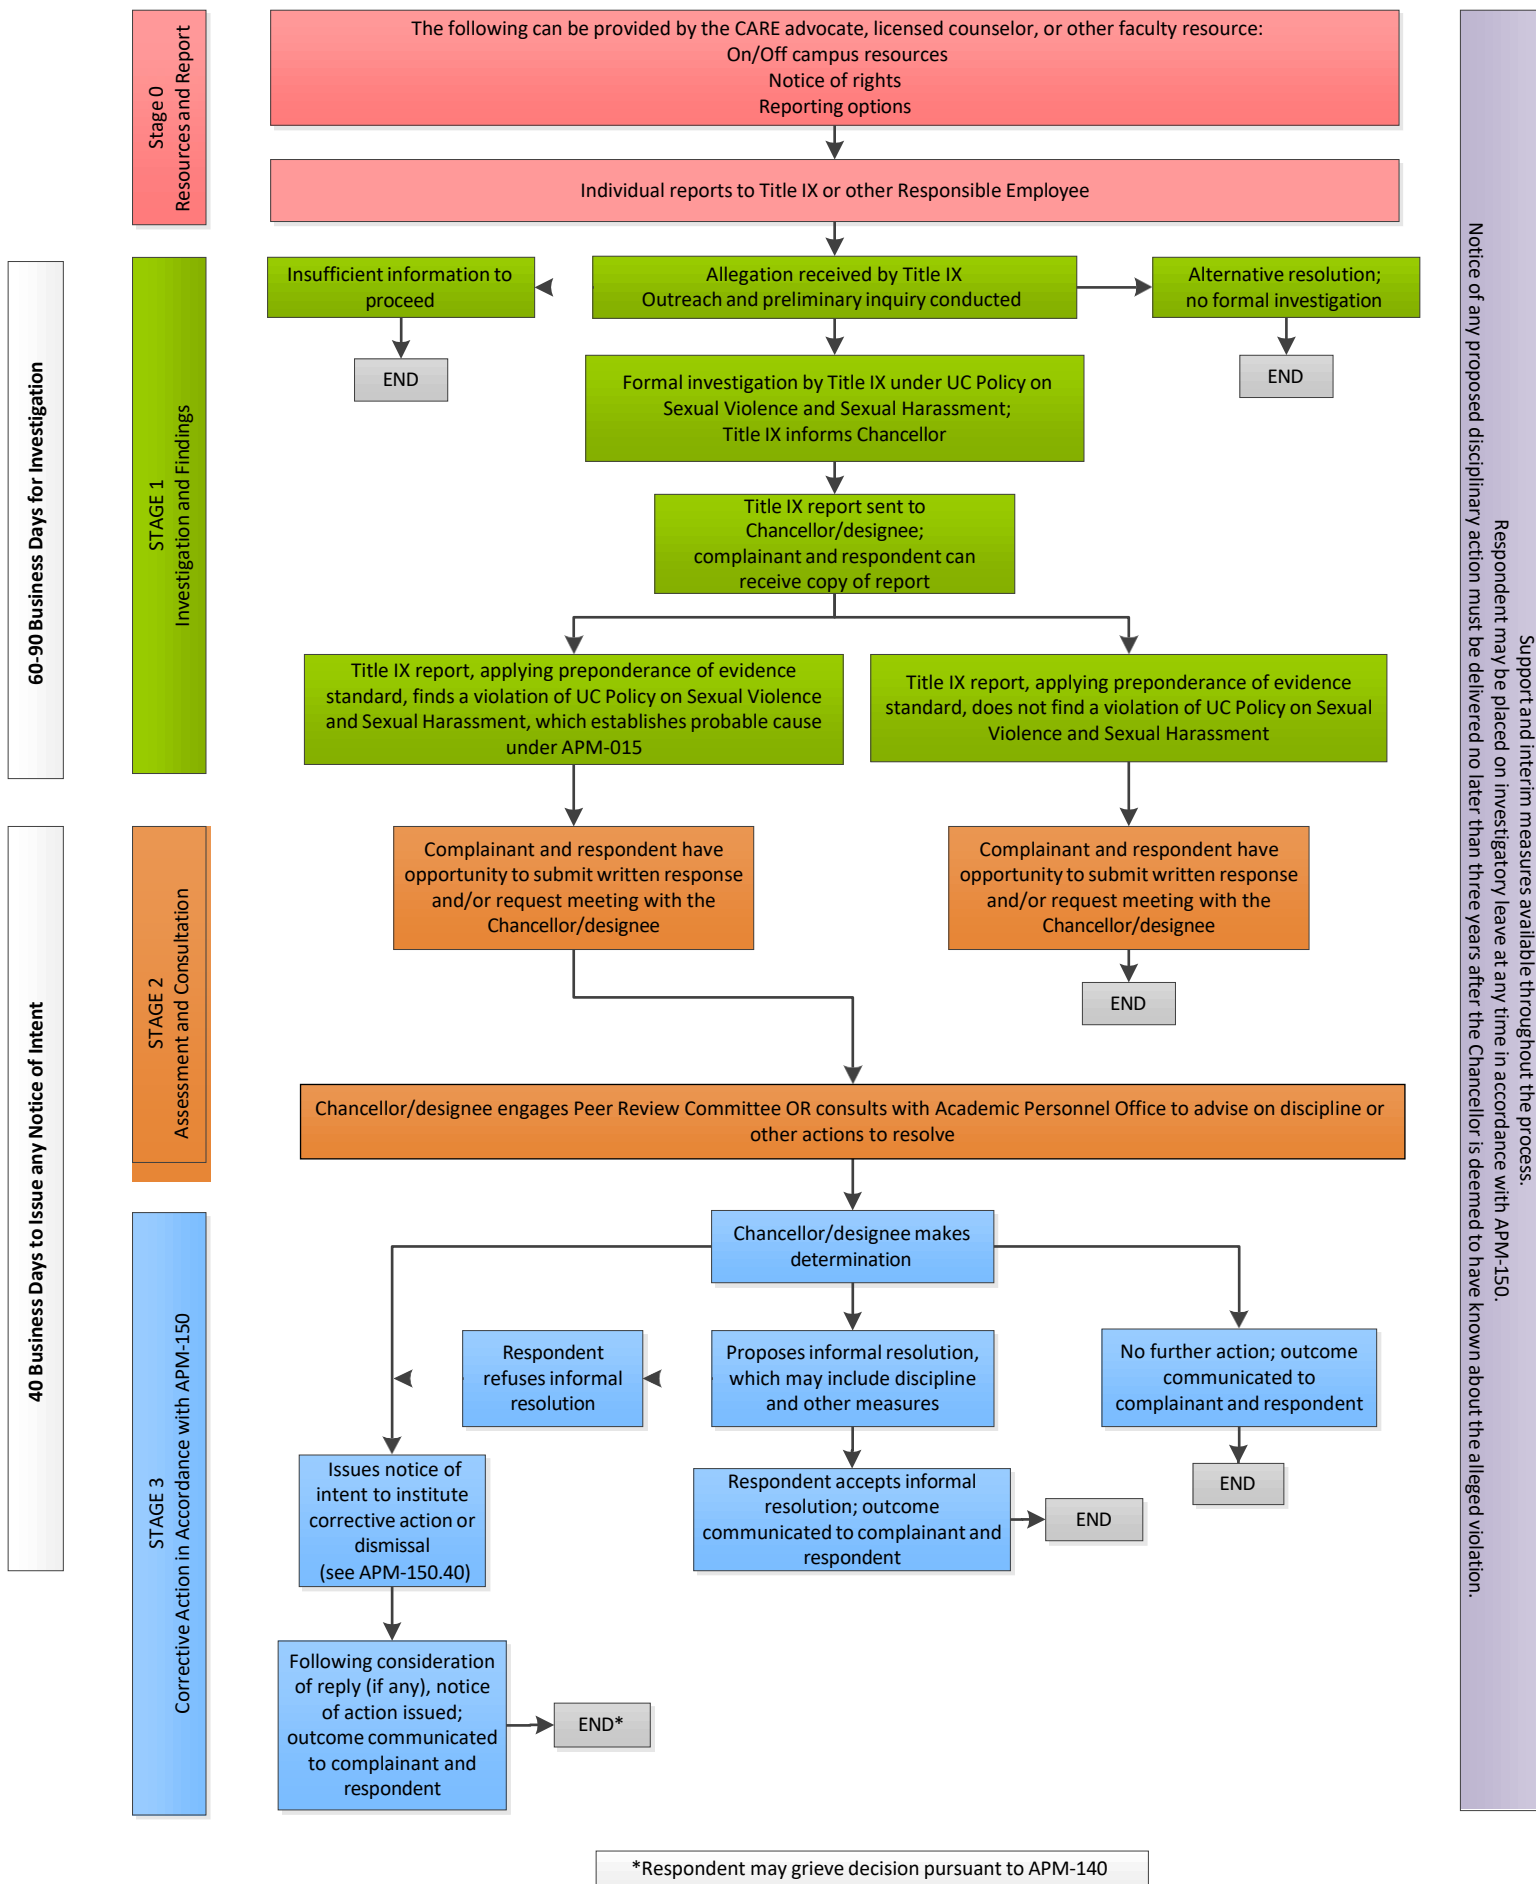 Stage 0
Resources and Report
The following can be provided by the CARE advocate, licensed counselor, or other faculty resource:
On/Off campus resources
Notice of rights
Reporting options
Individual reports to Title IX or other Responsible Employee
60-90 Business Days for Investigation
STAGE 1
Investigation and Findings
Insufficient information to
proceed
END
Allegation received by Title IX
Outreach and preliminary inquiry conducted
Alternative resolution;
no formal investigation
END
Formal investigation by Title IX under UC Policy on
Sexual Violence and Sexual Harassment;
Title IX informs Chancellor
Title IX report sent to
Chancellor/designee;
complainant and respondent can
receive copy of report
Title IX report, applying preponderance of evidence
standard, finds a violation of UC Policy on Sexual Violence
and Sexual Harassment, which establishes probable cause
under APM-015
Title IX report, applying preponderance of evidence
standard, does not find a violation of UC Policy on Sexual
Violence and Sexual Harassment
40 Business Days to Issue any Notice of Intent
STAGE 2
Assessment and Consultation
Complainant and respondent have
opportunity to submit written response
and/or request meeting with the
Chancellor/designee
Complainant and respondent have
opportunity to submit written response
and/or request meeting with the
Chancellor/designee
END
Chancellor/designee engages Peer Review Committee OR consults with Academic Personnel Office to advise on discipline or
other actions to resolve
STAGE 3
Corrective Action in Accordance with APM-150
Chancellor/designee makes
determination
Respondent
refuses informal
resolution
Proposes informal resolution,
which may include discipline
and other measures
No further action; outcome
communicated to
complainant and respondent
END
Issues notice of
intent to institute
corrective action or
dismissal
(see APM-150.40)
Respondent accepts informal
resolution; outcome
communicated to complainant and
respondent
END
Following consideration
of reply (if any), notice
of action issued;
outcome communicated
to complainant and
respondent
END*
Support and interim measures available throughout the process.
Respondent may be placed on investigatory leave at any time in accordance with APM-150.
Notice of any proposed disciplinary action must be delivered no later than three years after the Chancellor is deemed to have known about the alleged violation.
*Respondent may grieve decision pursuant to APM-140